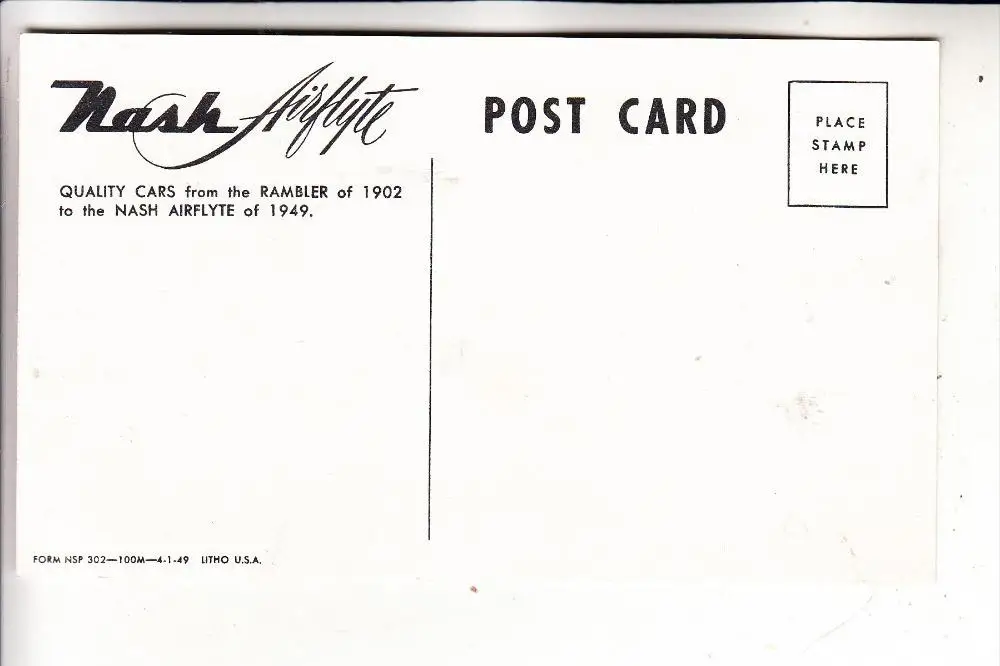 Nash Airflyte
QUALITY CARS from the RAMBLER of 1902
to the NASH AIRFLYTE of 1949.
POST CARD
PLACE
STAMP
HERE
FORM NSP 302—100M—4-1-49 LITHO U.S.A.